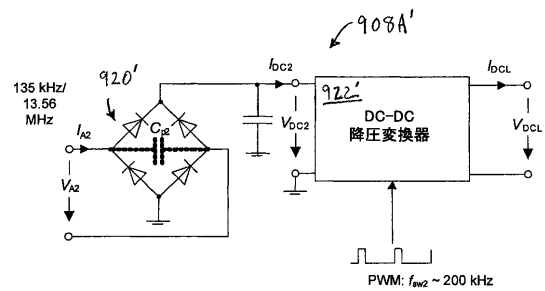 908A'
920'
I_DC2
I_DCL
135 kHz/
13.56
MHz
922'
I_A2
C_p2
DC–DC
降圧変換器
V_DC2
V_DCL
V_A2
PWM: f_sw2 ~ 200 kHz